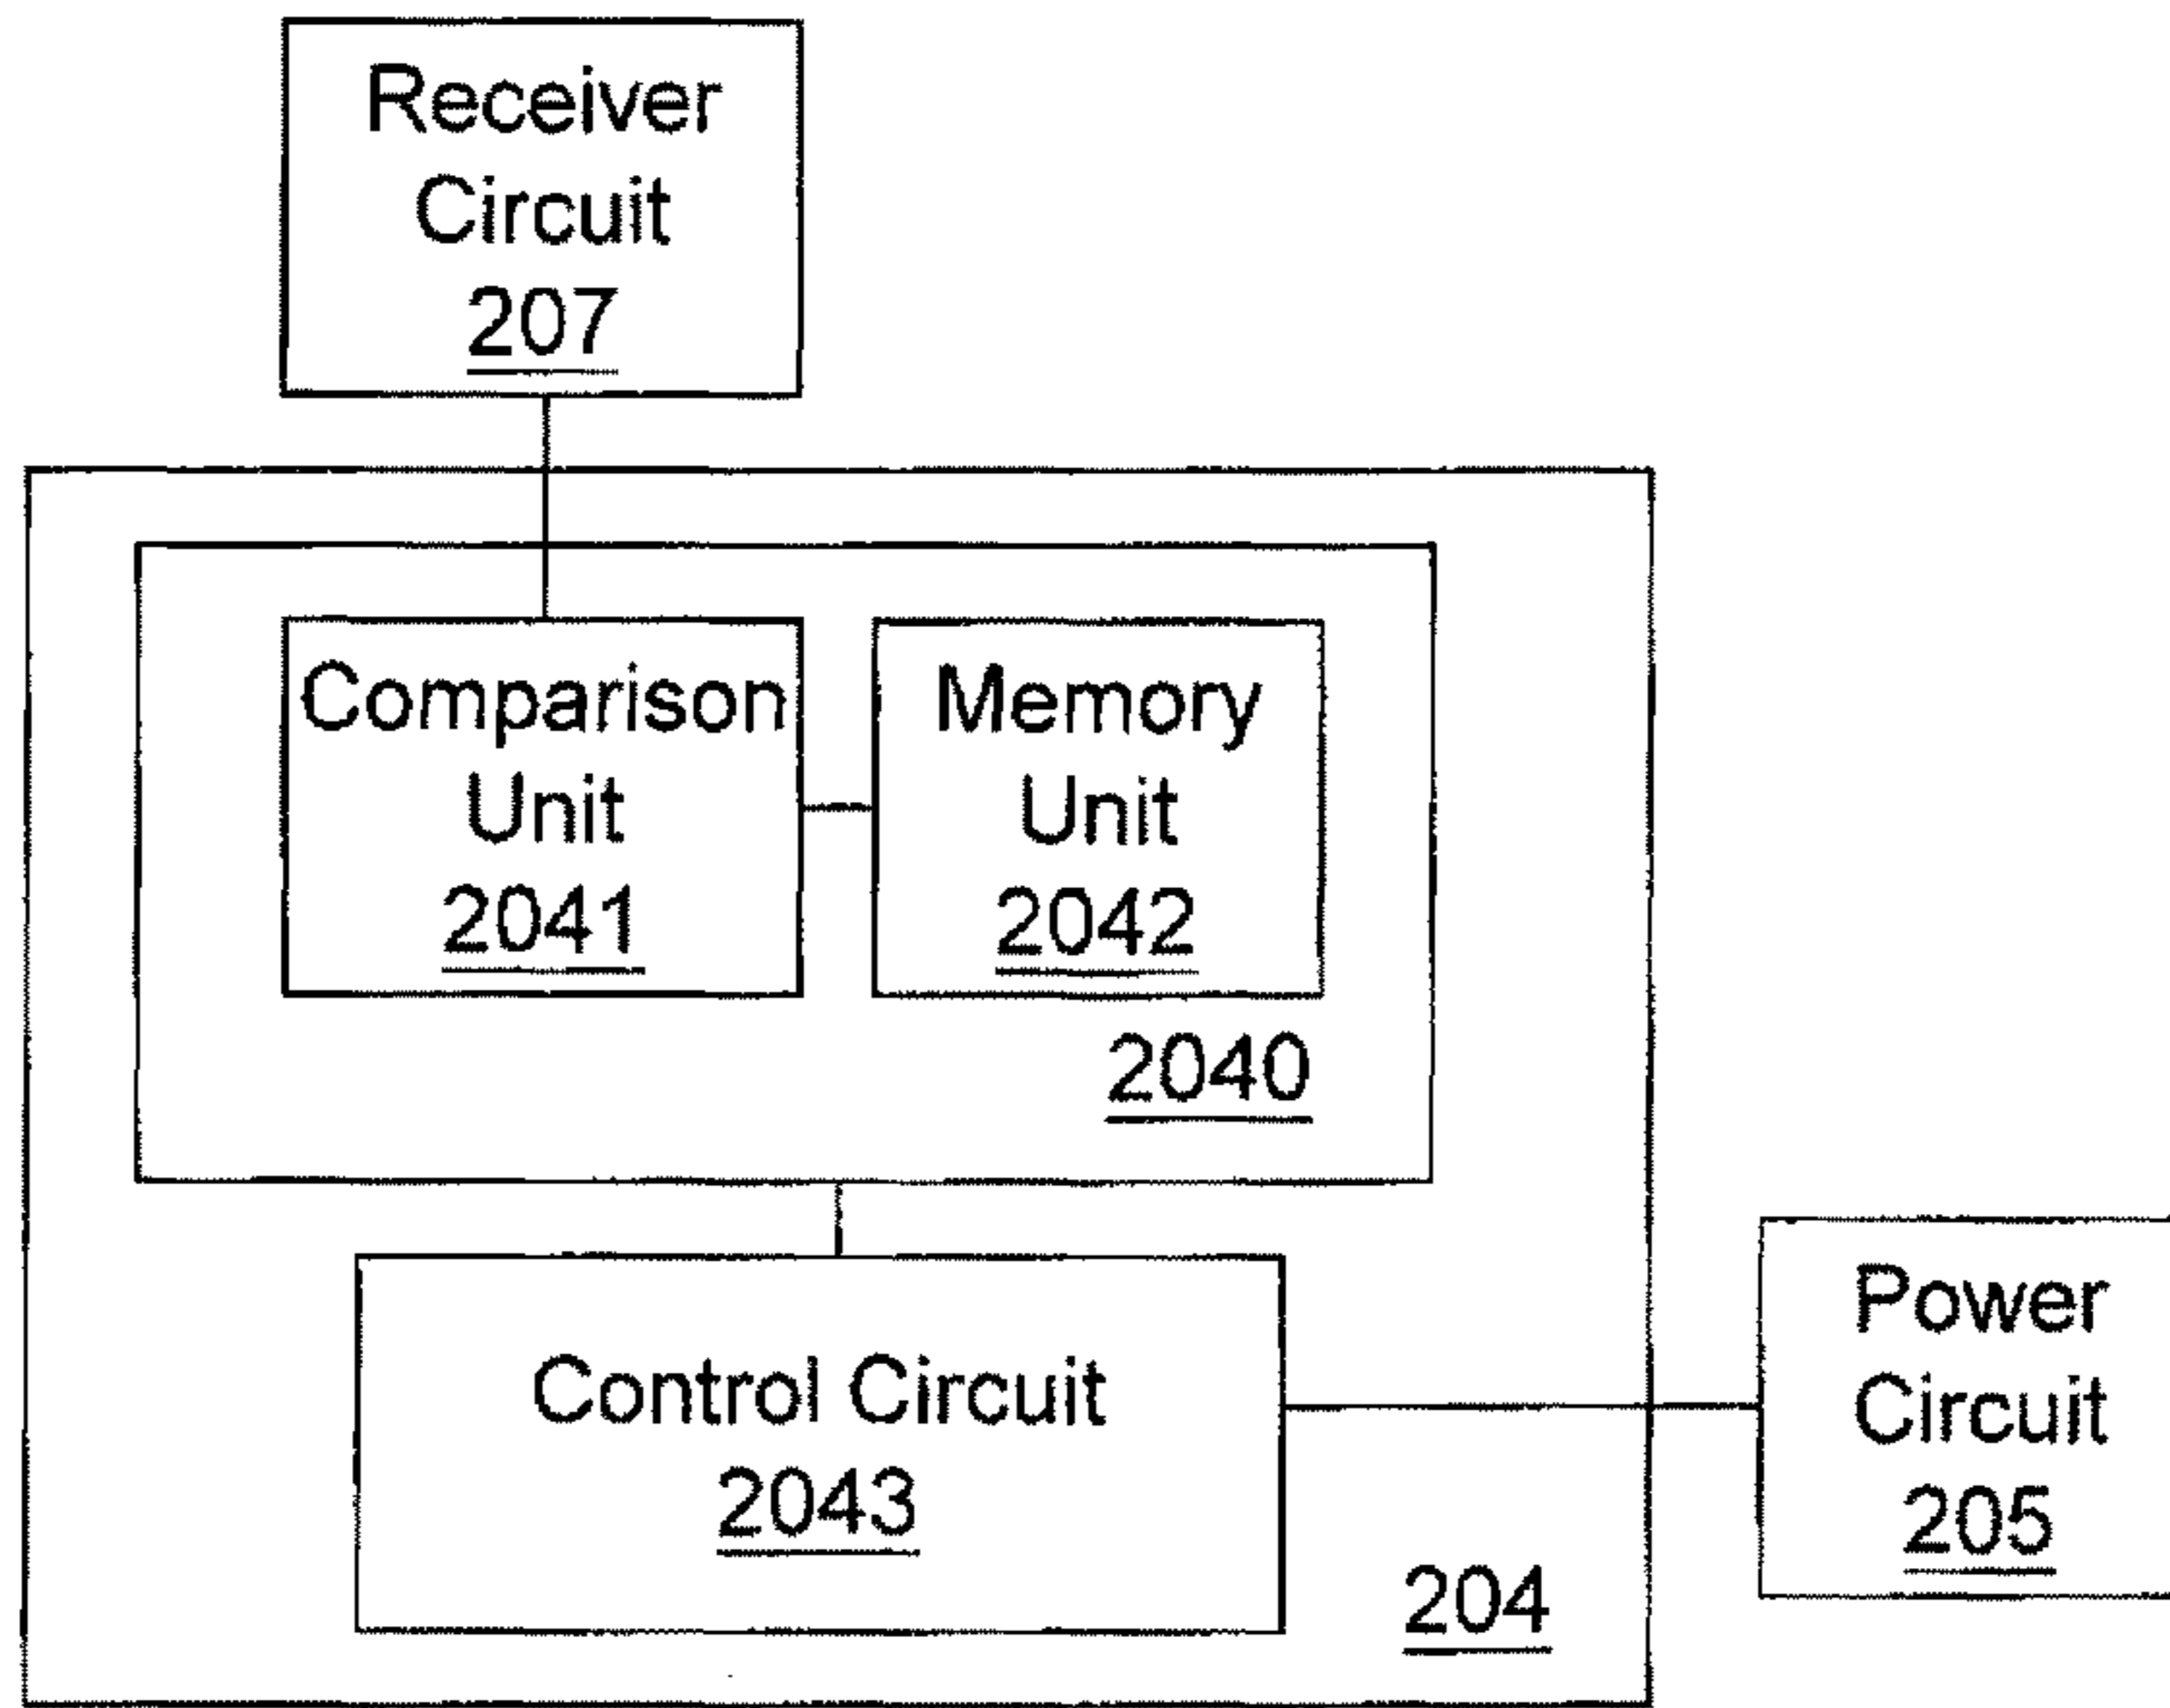 Receiver
Circuit
207
Comparison
Unit
2041
Memory
Unit
2042
2040
Control Circuit
2043
204
Power
Circuit
205